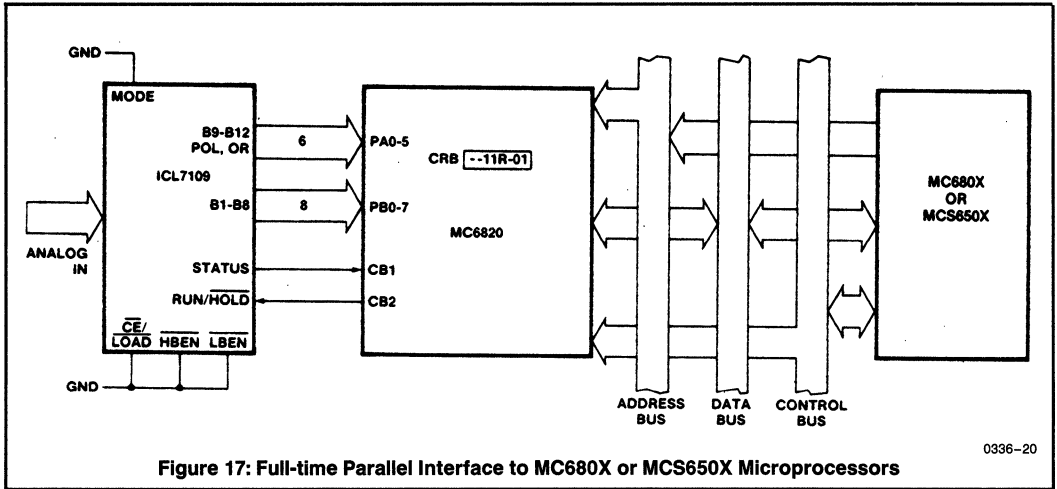 GND
MODE
B9-B12
POL, OR
6
PA0-5
ICL7109
B1-B8
8
PB0-7
CRB --11R-01
MC6820
MC680X
OR
MCS650X
ANALOG
IN
STATUS
CB1
RUN/HOLD
CB2
CE/
LOAD HBEN LBEN
GND
ADDRESS
BUS
DATA
BUS
CONTROL
BUS
0336-20
Figure 17: Full-time Parallel Interface to MC680X or MCS650X Microprocessors